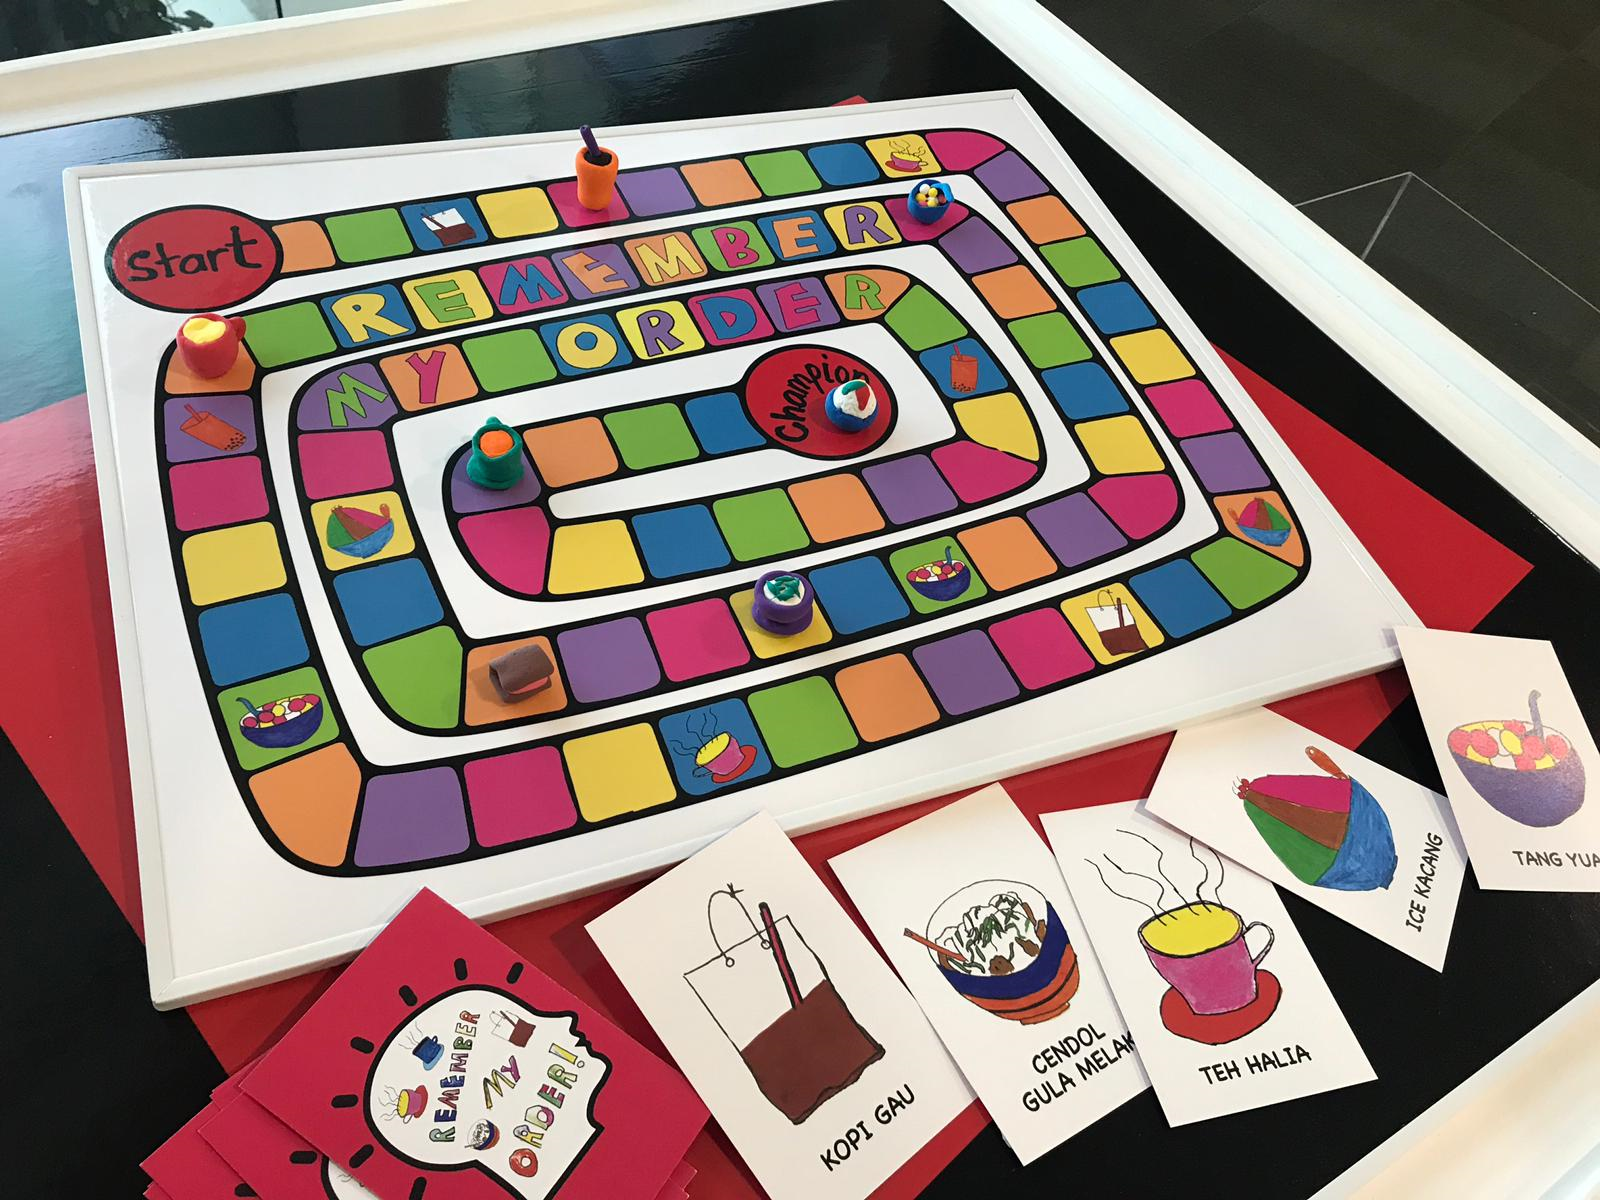 Start
REMEMBER
MY ORDER
Champion
REMEMBER
MY
ORDER!
KOPI GAU
CENDOL
GULA MELAK
TEH HALIA
ICE KACANG
TANG YUA